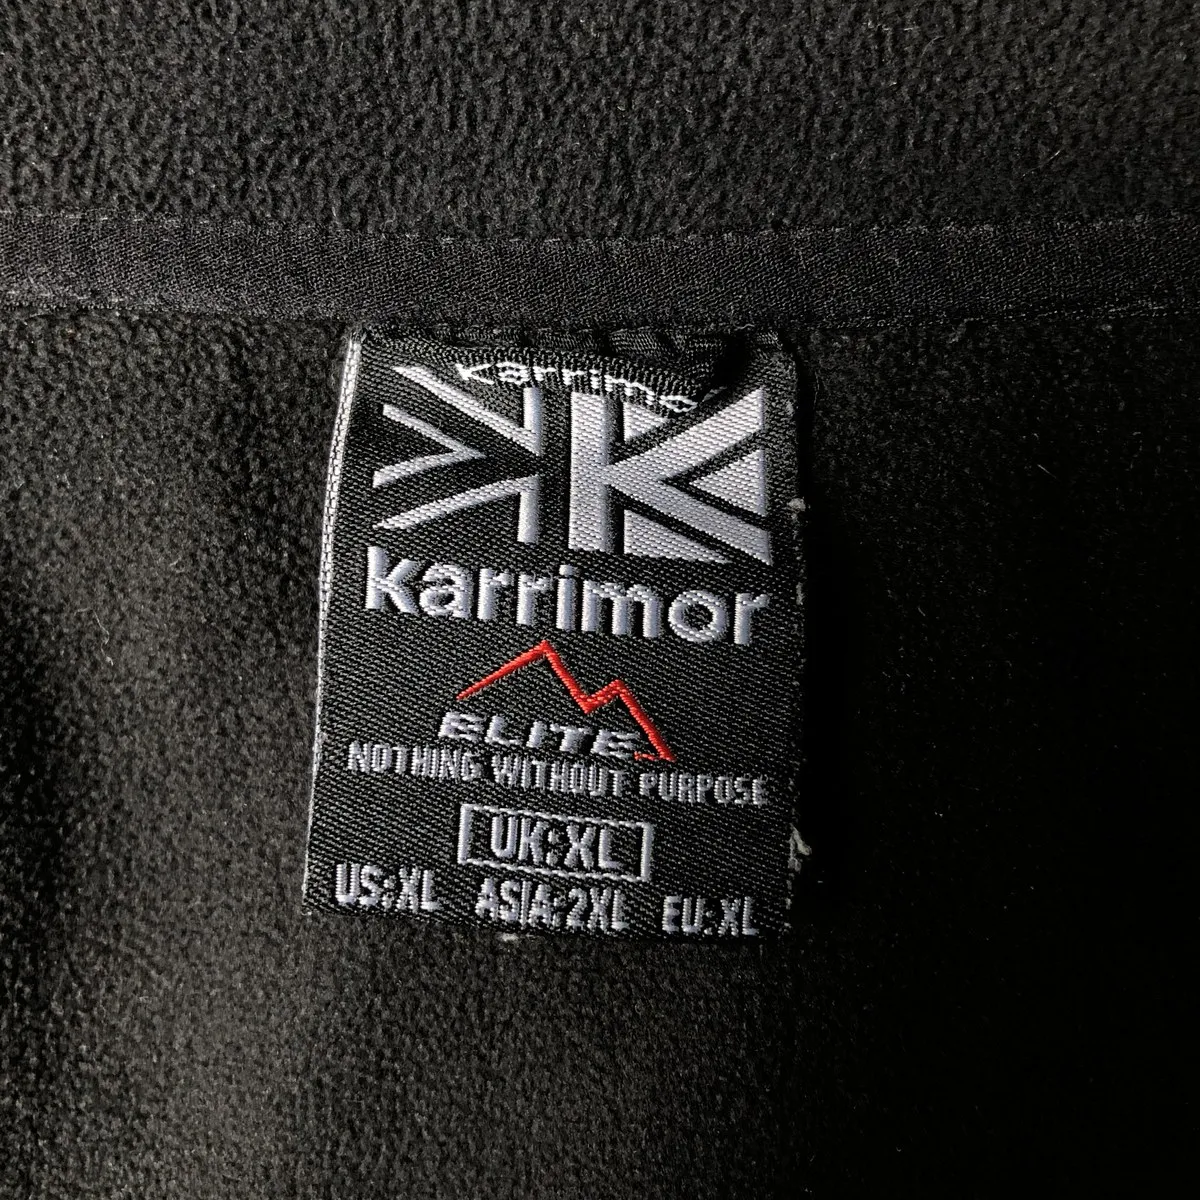 karrimor
karrimor
ELITE
NOTHING WITHOUT PURPOSE
UK:XL
US:XL ASIA:2XL EU:XL